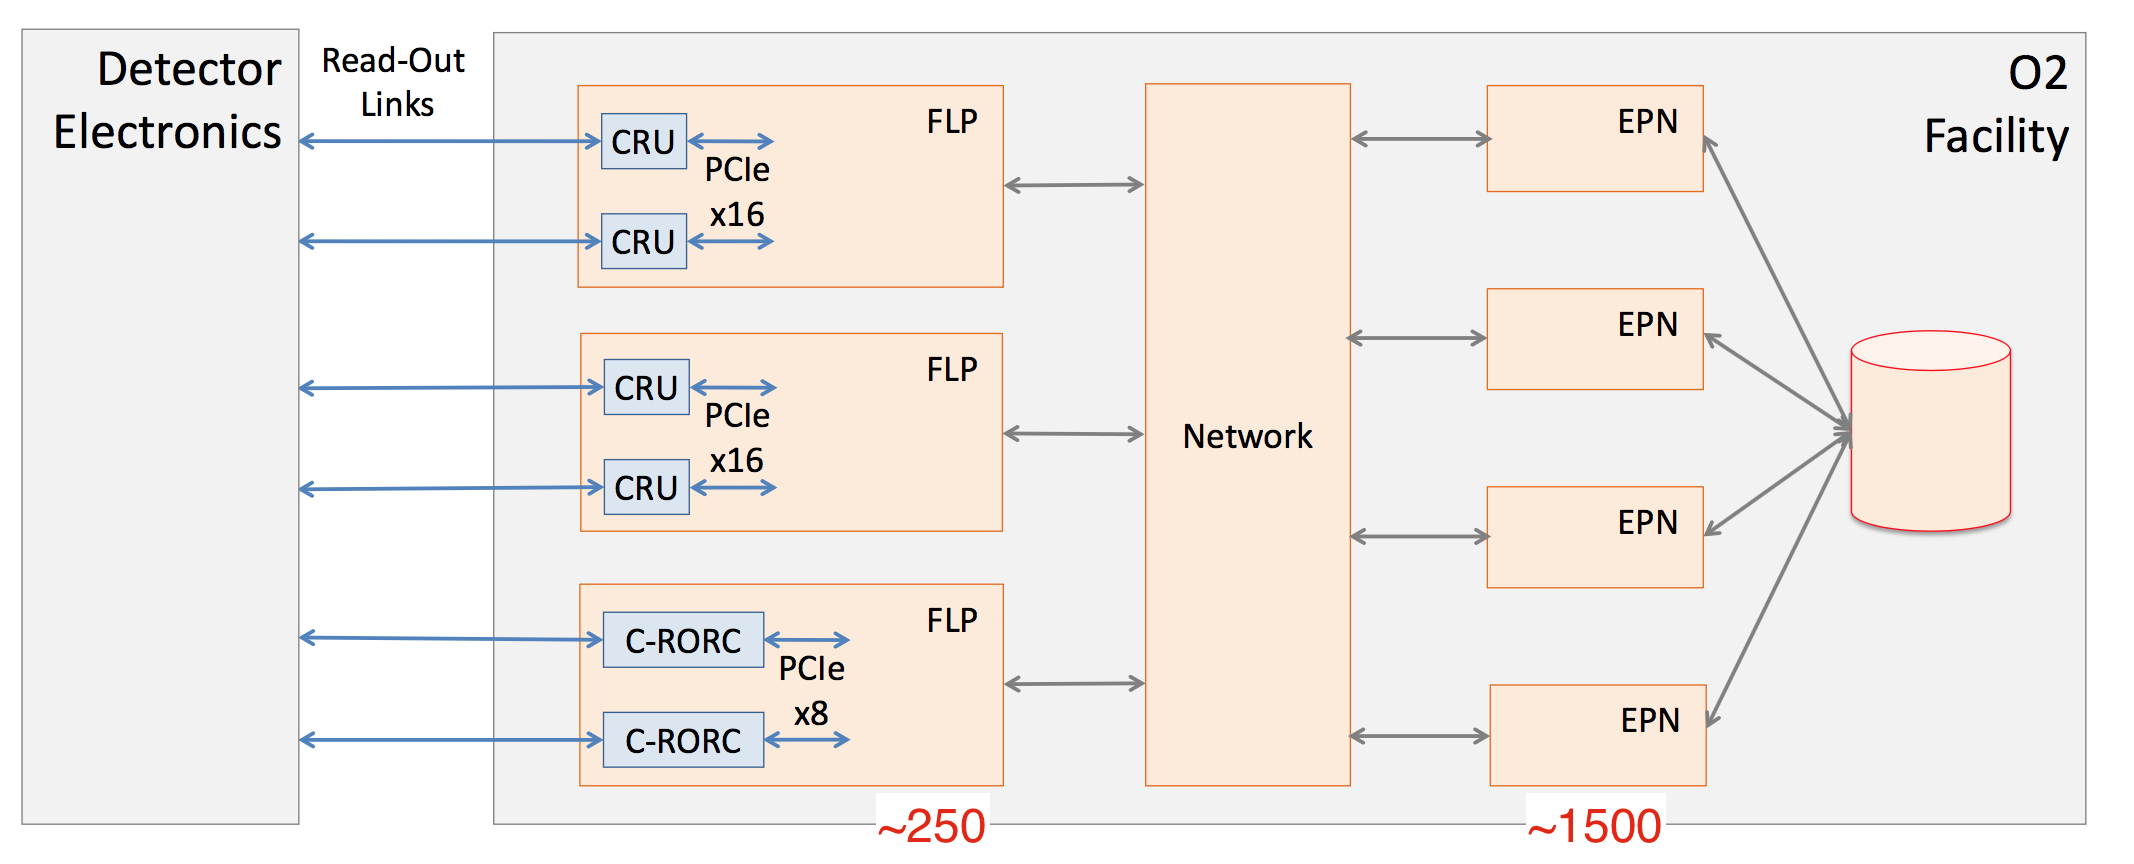 Detector
Electronics
Read-Out
Links
O2
Facility
CRU
PCIe
x16
CRU
FLP
CRU
PCIe
x16
CRU
FLP
C-RORC
PCIe
x8
C-RORC
FLP
~250
Network
EPN
EPN
EPN
EPN
~1500